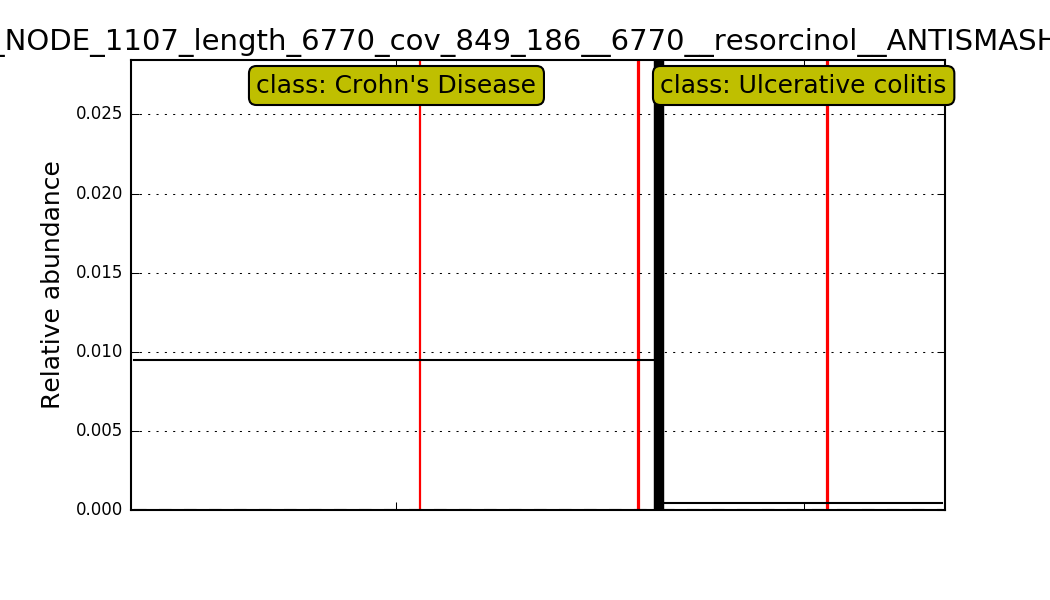 _NODE_1107_length_6770_cov_849_186__6770__resorcinol__ANTISMASH
class: Crohn's Disease
class: Ulcerative colitis
Relative abundance
0.025
0.020
0.015
0.010
0.005
0.000